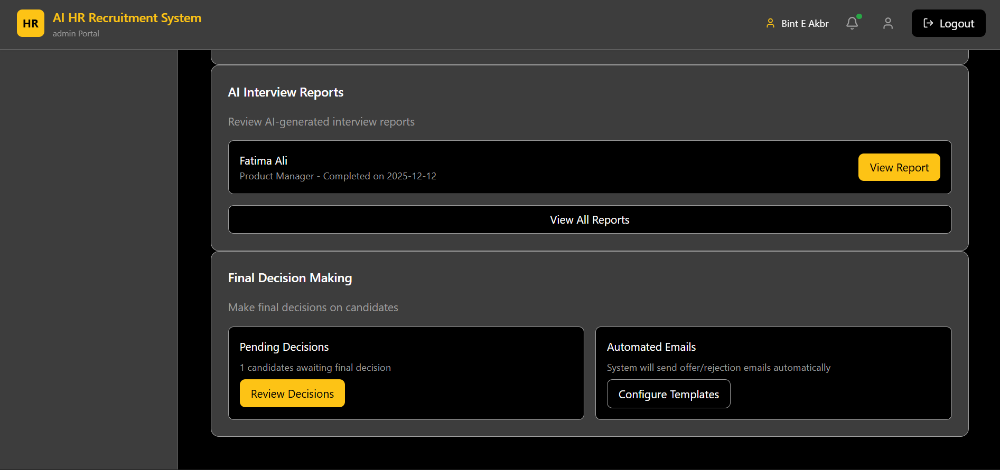 HR
AI HR Recruitment System
admin Portal
Bint E Akbr
Logout
AI Interview Reports
Review AI-generated interview reports
Fatima Ali
Product Manager - Completed on 2025-12-12
View Report
View All Reports
Final Decision Making
Make final decisions on candidates
Pending Decisions
1 candidates awaiting final decision
Review Decisions
Automated Emails
System will send offer/rejection emails automatically
Configure Templates